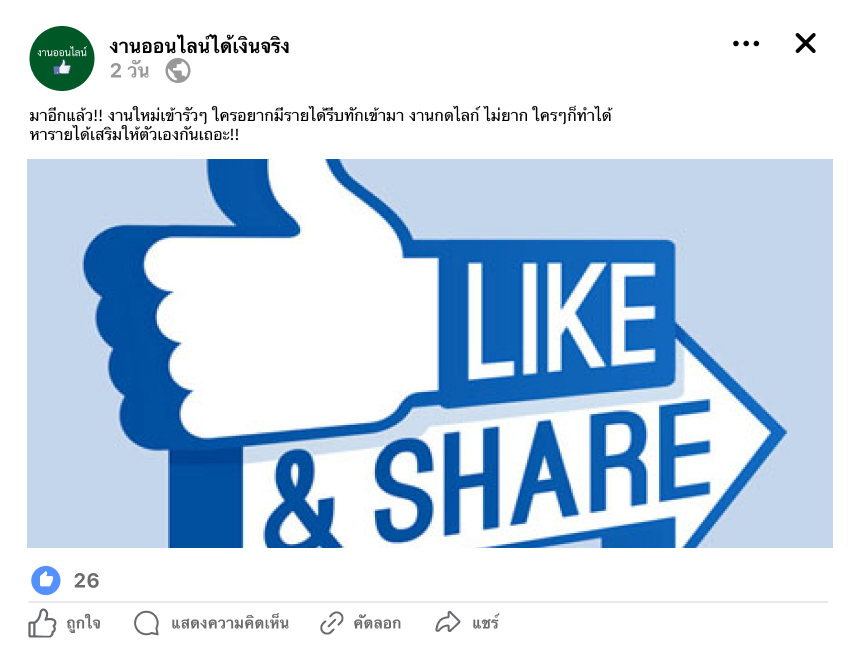 งานออนไลน์
งานออนไลน์ได้เงินจริง
2 วัน
มาอีกแล้ว!! งานใหม่เข้ารัวๆ ใครอยากมีรายได้รีบทักเข้ามา งานกดไลก์ ไม่ยาก ใครๆก็ทำได้
หารายได้เสริมให้ตัวเองกันเถอะ!!
LIKE
& SHARE
26
ถูกใจ แสดงความคิดเห็น คัดลอก แชร์